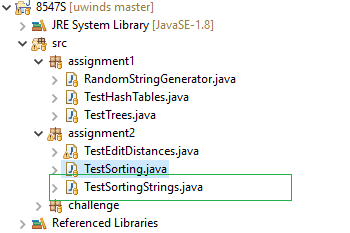 8547S [uwinds master]
JRE System Library [JavaSE-1.8]
src
assignment1
RandomStringGenerator.java
TestHashTables.java
TestTrees.java
assignment2
TestEditDistances.java
TestSorting.java
TestSortingStrings.java
challenge
Referenced Libraries